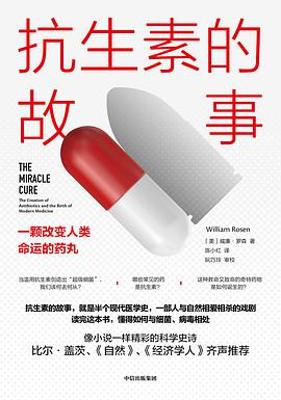 抗生素的
故事
THE
MIRACLE
CURE
The Creation of
Antibiotics and the Birth of
Modern Medicine
一颗改变人类
命运的药丸
William Rosen
［美］威廉·罗森 著
陈小红 译
阮巧玲 审校
当滥用抗生素创造出“超级细菌”，
我们该何去何从？
哪些常见的药
是抗生素？
这种救命又致命的奇特药物
是如何诞生的？
抗生素的故事，就是半个现代医学史，一部人与自然相爱相杀的戏剧
读完这本书，懂得如何与细菌、病毒相处
像小说一样精彩的科学史诗
比尔·盖茨、《自然》、《经济学人》齐声推荐
中信出版集团